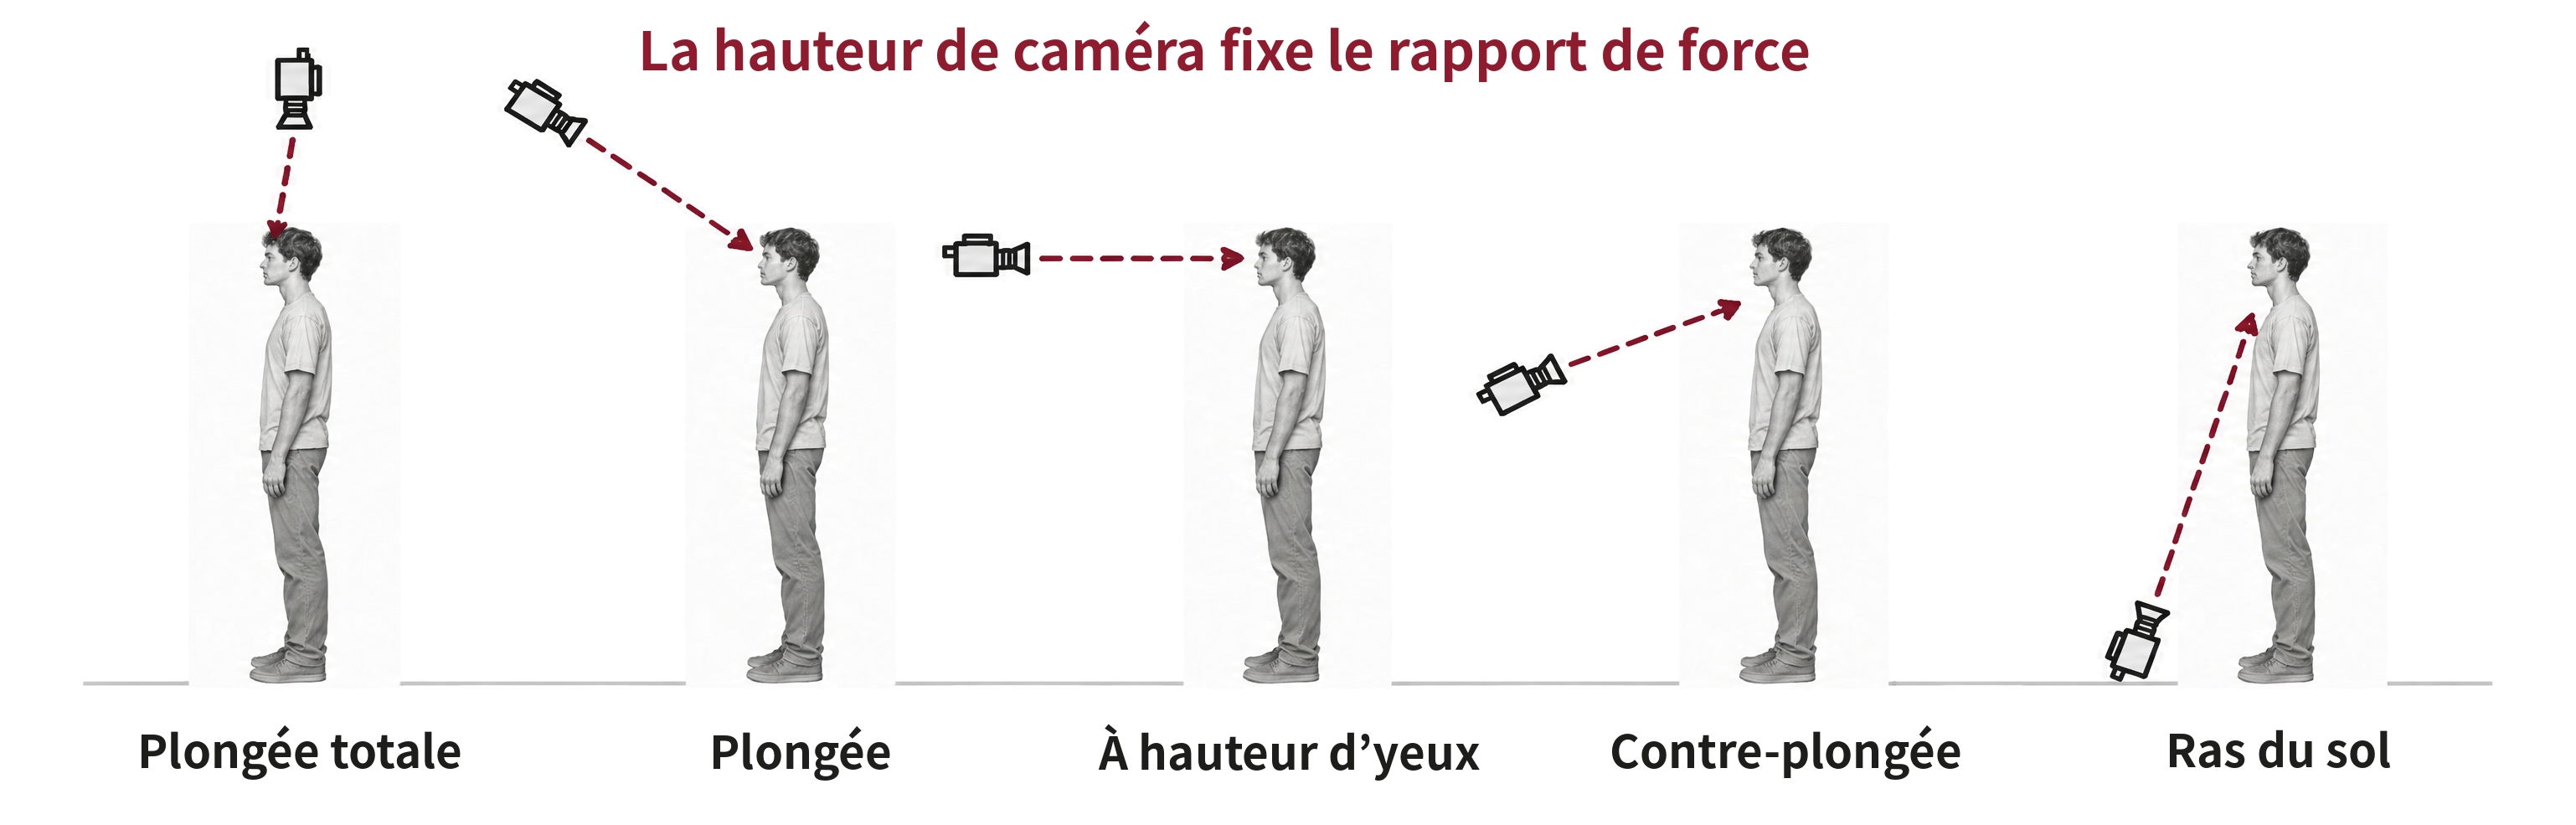 La hauteur de caméra fixe le rapport de force
Plongée totale
Plongée
À hauteur d’yeux
Contre-plongée
Ras du sol